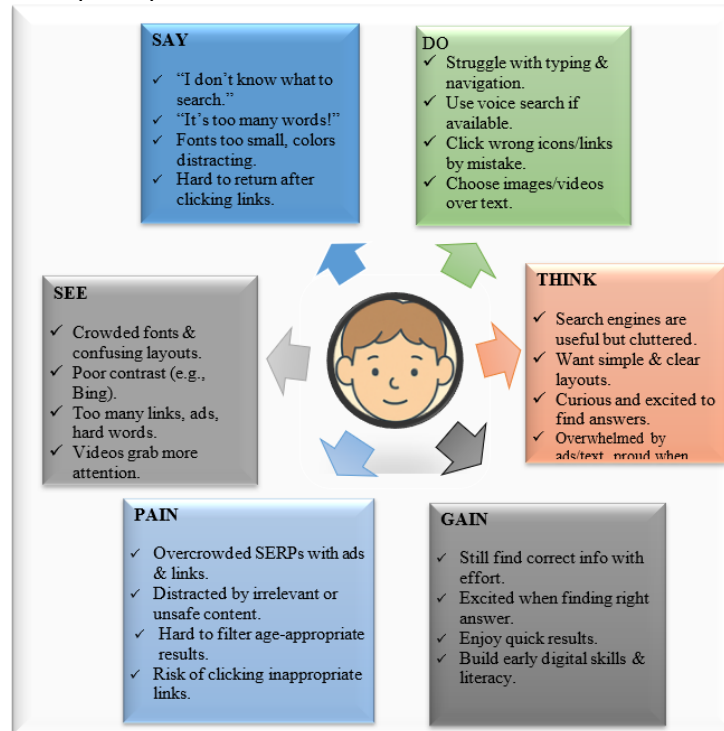 SAY
✓ “I don’t know what to
search.”
✓ “It’s too many words!”
✓ Fonts too small, colors
distracting.
✓ Hard to return after
clicking links.
DO
✓ Struggle with typing &
navigation.
✓ Use voice search if
available.
✓ Click wrong icons/links
by mistake.
✓ Choose images/videos
over text.
SEE
✓ Crowded fonts &
confusing layouts.
✓ Poor contrast (e.g.,
Bing).
✓ Too many links, ads,
hard words.
✓ Videos grab more
attention.
THINK
✓ Search engines are
useful but cluttered.
✓ Want simple & clear
layouts.
✓ Curious and excited to
find answers.
✓ Overwhelmed by
ads/text, proud when
PAIN
✓ Overcrowded SERPs with ads
& links.
✓ Distracted by irrelevant or
unsafe content.
✓ Hard to filter age-appropriate
results.
✓ Risk of clicking inappropriate
links.
GAIN
✓ Still find correct info with
effort.
✓ Excited when finding right
answer.
✓ Enjoy quick results.
✓ Build early digital skills &
literacy.